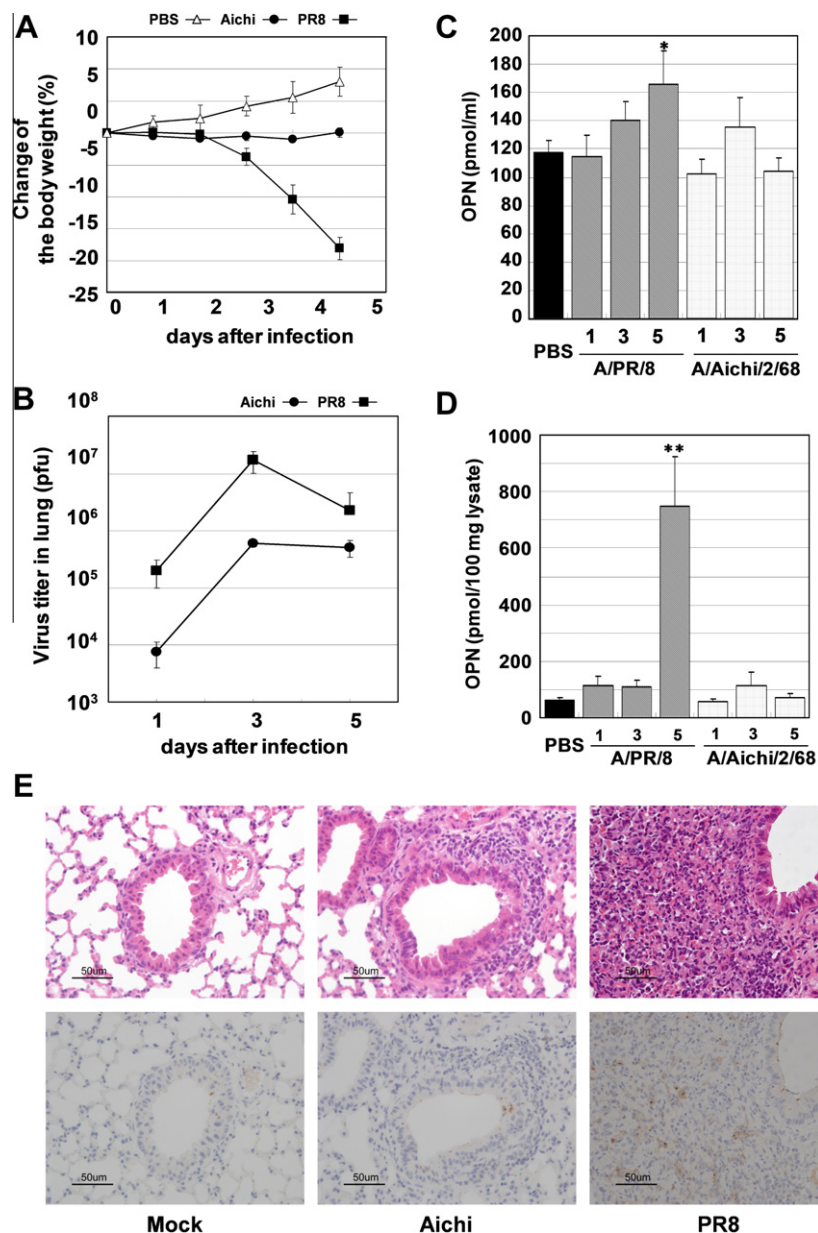 A
PBS Aichi PR8
Change of
the body weight (%)
5
0
-5
-10
-15
-20
-25
0 1 2 3 4 5
days after infection
B
Aichi PR8
Virus titer in lung (pfu)
10⁸
10⁷
10⁶
10⁵
10⁴
10³
1 3 5
days after infection
C
OPN (pmol/ml)
200
180
160
140
120
100
80
60
40
20
0
*
PBS 1 3 5 1 3 5
A/PR/8 A/Aichi/2/68
D
OPN (pmol/100 mg lysate)
1000
800
600
400
200
0
**
PBS 1 3 5 1 3 5
A/PR/8 A/Aichi/2/68
E
50um 50um 50um
50um 50um 50um
Mock Aichi PR8